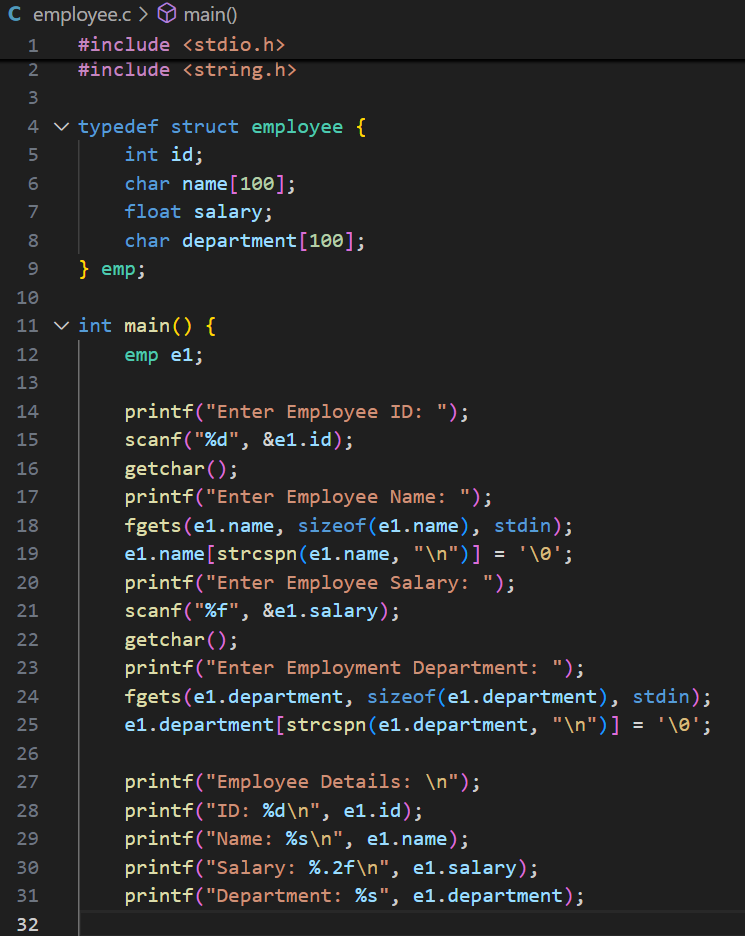 C employee.c > main()
1 #include <stdio.h>
2 #include <string.h>
3
4 typedef struct employee {
5     int id;
6     char name[100];
7     float salary;
8     char department[100];
9 } emp;
10
11 int main() {
12     emp e1;
13
14     printf("Enter Employee ID: ");
15     scanf("%d", &e1.id);
16     getchar();
17     printf("Enter Employee Name: ");
18     fgets(e1.name, sizeof(e1.name), stdin);
19     e1.name[strcspn(e1.name, "\n")] = '\0';
20     printf("Enter Employee Salary: ");
21     scanf("%f", &e1.salary);
22     getchar();
23     printf("Enter Employment Department: ");
24     fgets(e1.department, sizeof(e1.department), stdin);
25     e1.department[strcspn(e1.department, "\n")] = '\0';
26
27     printf("Employee Details: \n");
28     printf("ID: %d\n", e1.id);
29     printf("Name: %s\n", e1.name);
30     printf("Salary: %.2f\n", e1.salary);
31     printf("Department: %s", e1.department);
32